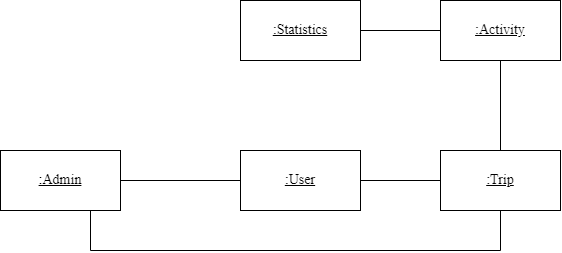 :Statistics
:Activity
:Admin
:User
:Trip